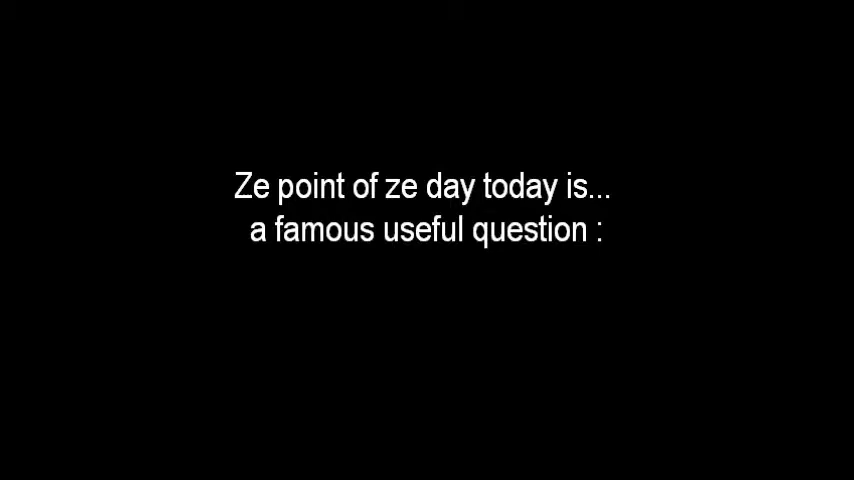 Ze point of ze day today is...
a famous useful question :